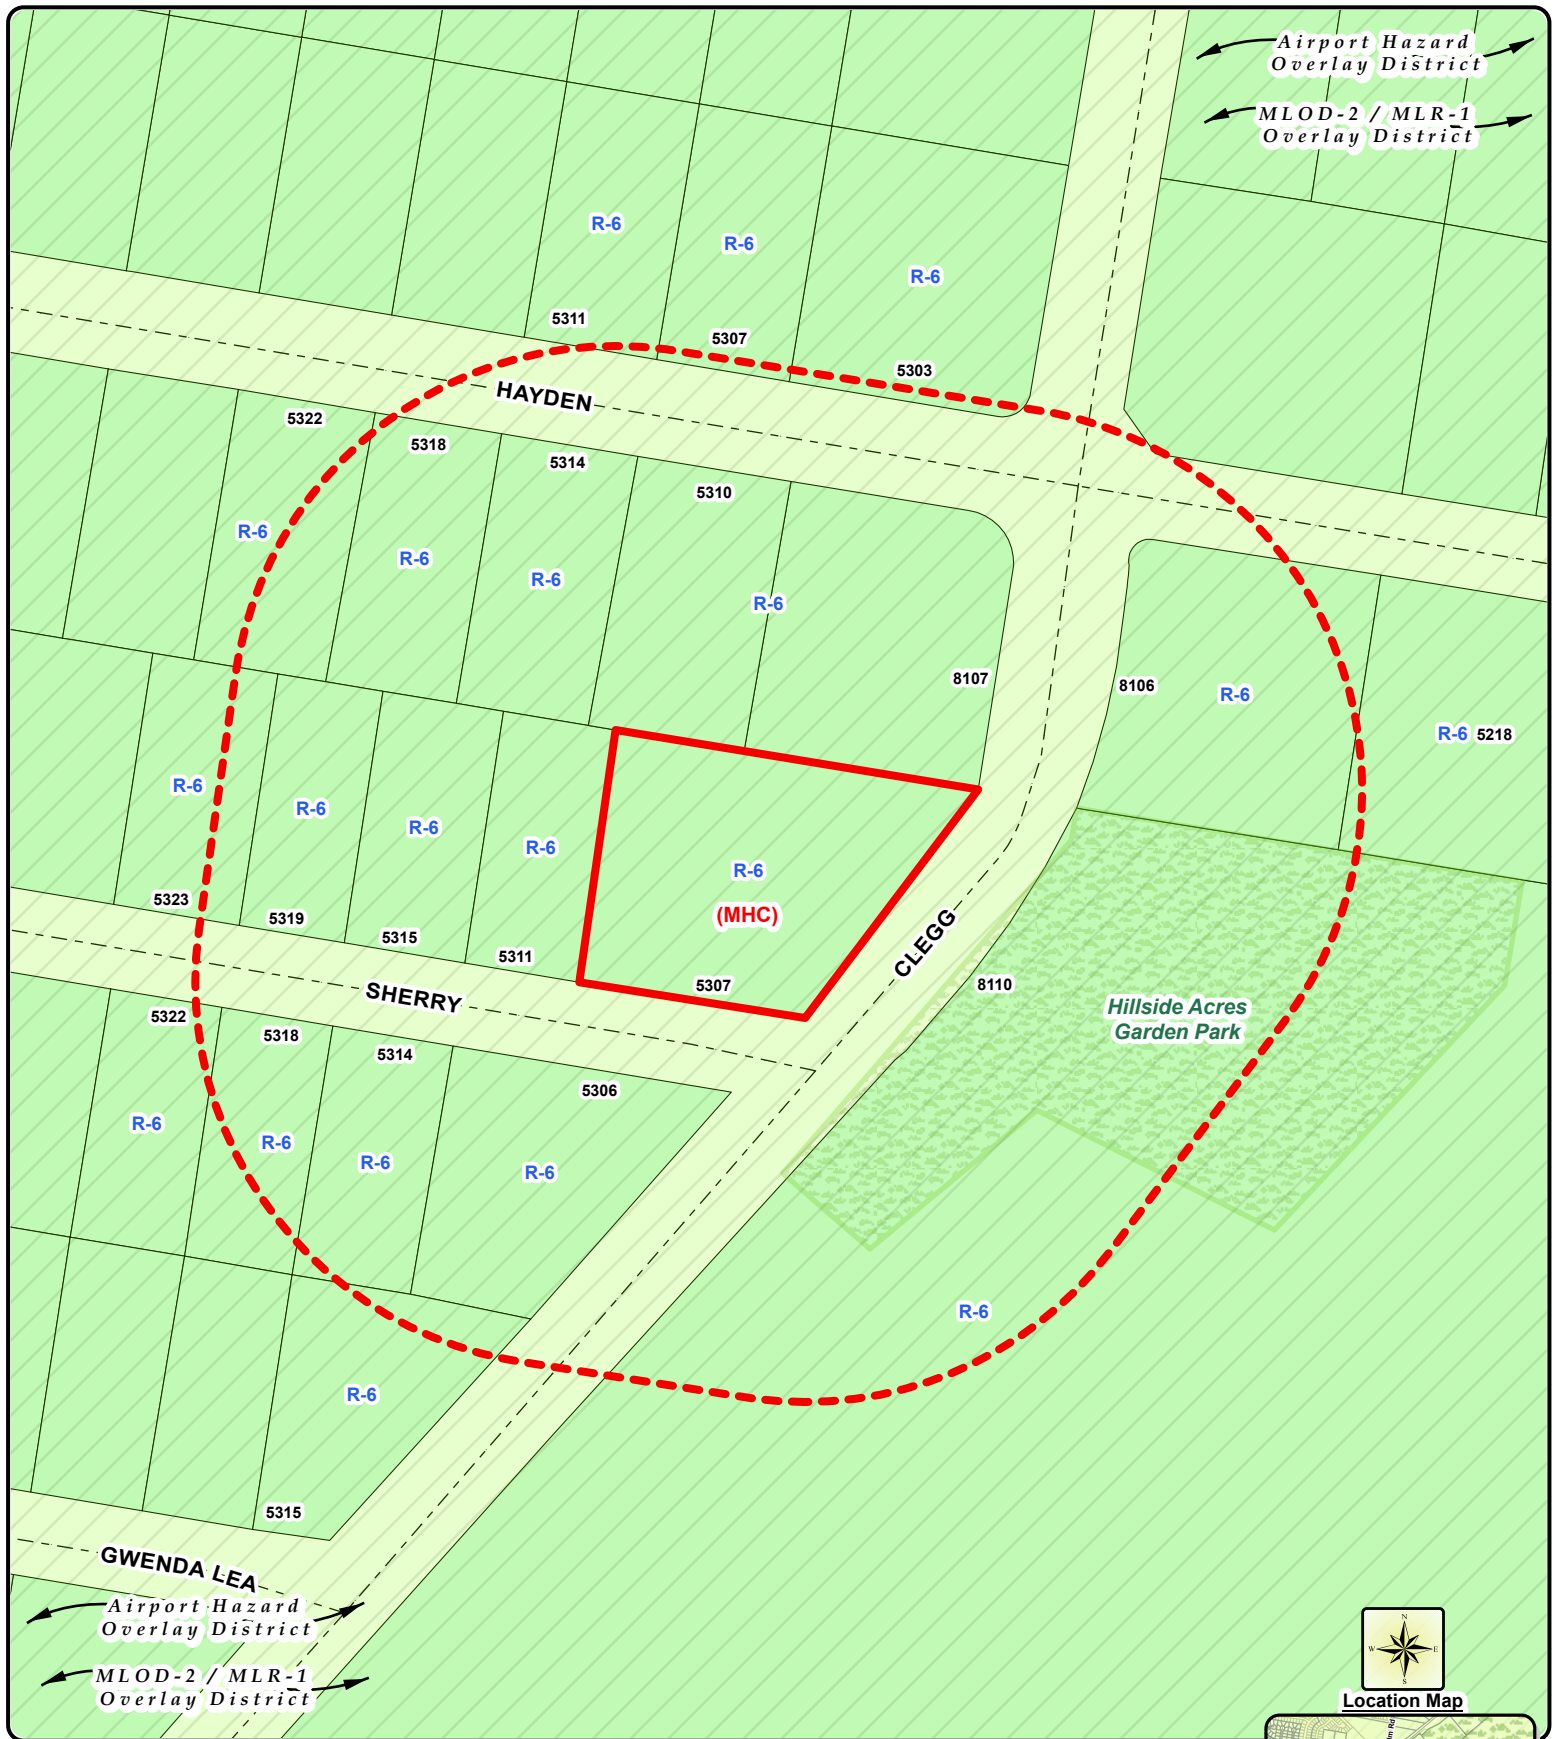 Airport Hazard
Overlay District
MLOD-2 / MLR-1
Overlay District
R-6
R-6
R-6
5311
5307
5303
HAYDEN
5322
5318
5314
5310
R-6
R-6
R-6
R-6
8107
8106
R-6
R-6 5218
R-6
R-6
R-6
R-6
R-6
(MHC)
5323
5319
5315
5311
5307
CLEGG
8110
SHERRY
Hillside Acres
Garden Park
5322
5318
5314
5306
R-6
R-6
R-6
R-6
R-6
R-6
5315
GWENDA LEA
Airport Hazard
Overlay District
MLOD-2 / MLR-1
Overlay District
N
W E
S
Location Map